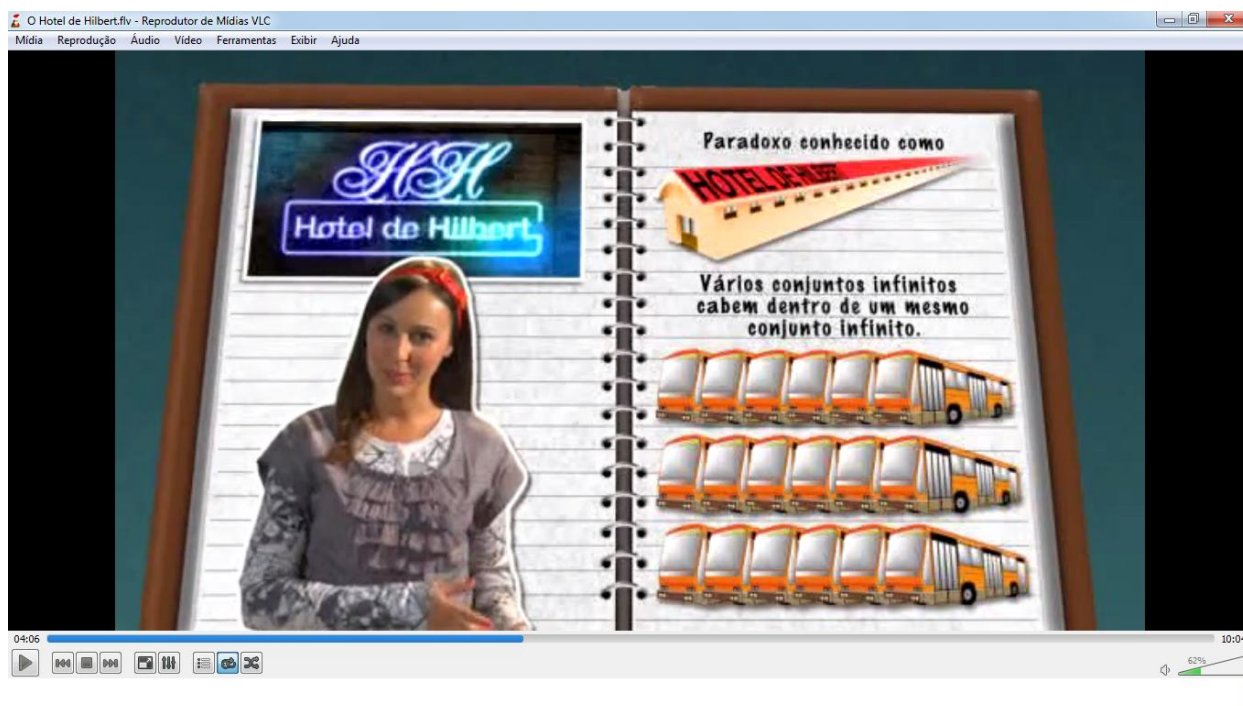 O Hotel de Hilbert.flv - Reprodutor de Mídias VLC
Mídia Reprodução Áudio Vídeo Ferramentas Exibir Ajuda
HH
Hotel de Hilbert
Paradoxo conhecido como
HOTEL DE HILBERT
Vários conjuntos infinitos
cabem dentro de um mesmo
conjunto infinito.
04:06
10:04
62%